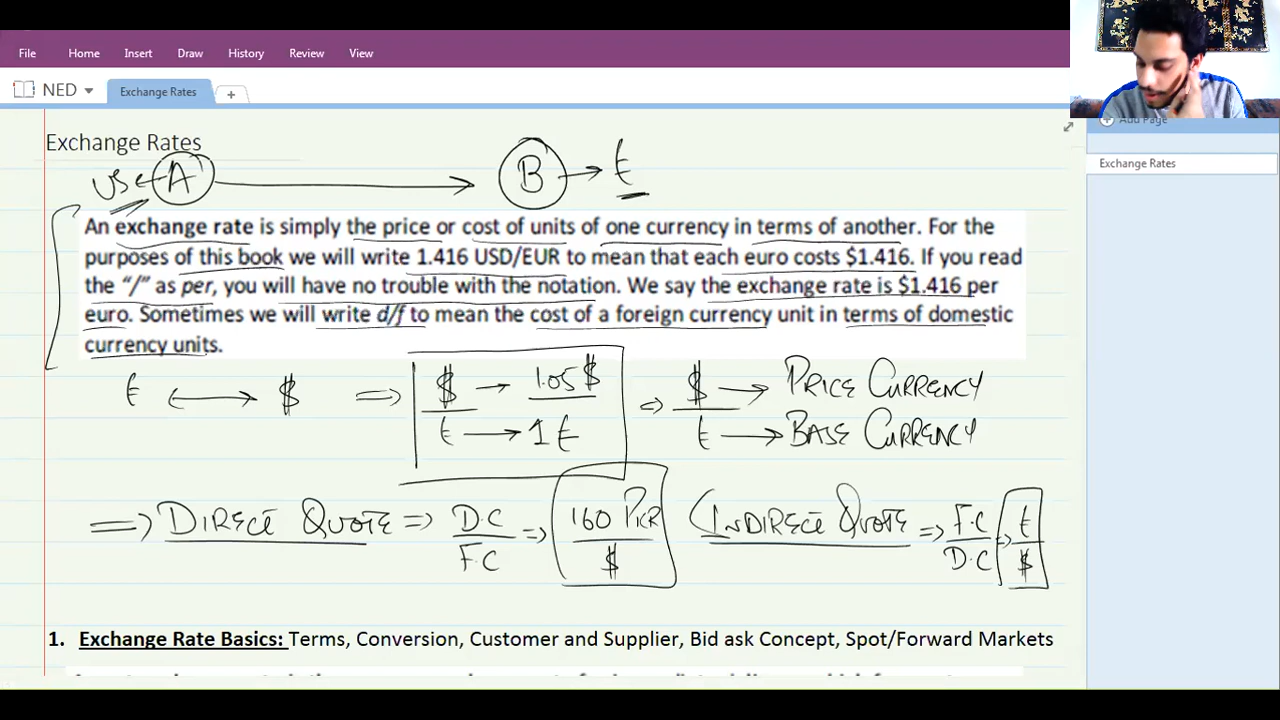 File Home Insert Draw History Review View
NED Exchange Rates +
Add Page
Exchange Rates
Exchange Rates
A B → €
An exchange rate is simply the price or cost of units of one currency in terms of another. For the
purposes of this book we will write 1.416 USD/EUR to mean that each euro costs $1.416. If you read
the “/” as per, you will have no trouble with the notation. We say the exchange rate is $1.416 per
euro. Sometimes we will write d/f to mean the cost of a foreign currency unit in terms of domestic
currency units.
€ ↔ $ ⇒ $ → 1.05$ ⇒ $ → PRICE CURRENCY
€ → 1 € € → BASE CURRENCY
⇒ DIRECT QUOTE ⇒ D.C ⇒ 160 PKR (INDIRECT QUOTE ⇒ F.C ⇒ €
F.C $ D.C $
1. Exchange Rate Basics: Terms, Conversion, Customer and Supplier, Bid ask Concept, Spot/Forward Markets